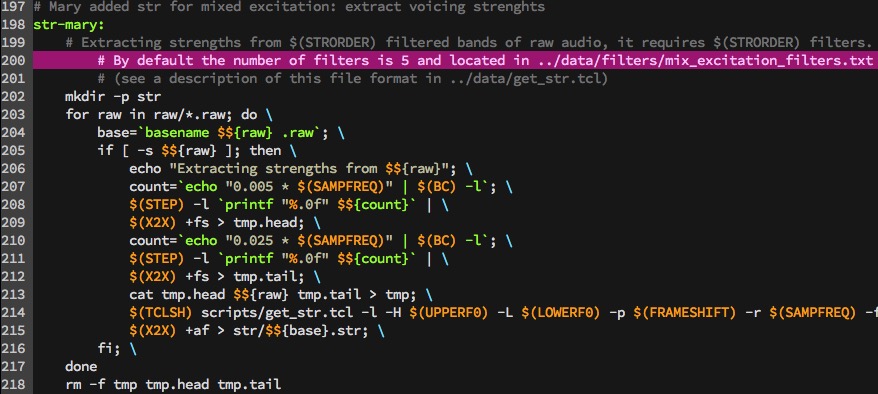 197 # Mary added str for mixed excitation: extract voicing strenghts
198 str-mary:
199 # Extracting strengths from $(STRORDER) filtered bands of raw audio, it requires $(STRORDER) filters.
200 # By default the number of filters is 5 and located in ../data/filters/mix_excitation_filters.txt
201 # (see a description of this file format in ../data/get_str.tcl)
202 mkdir -p str
203 for raw in raw/*.raw; do \
204 base=`basename $${raw} .raw`; \
205 if [ -s $${raw} ]; then \
206 echo "Extracting strengths from $${raw}"; \
207 count=`echo "0.005 * $(SAMPFREQ)" | $(BC) -l`; \
208 $(STEP) -l `printf "%.0f" $${count}` | \
209 $(X2X) +fs > tmp.head; \
210 count=`echo "0.025 * $(SAMPFREQ)" | $(BC) -l`; \
211 $(STEP) -l `printf "%.0f" $${count}` | \
212 $(X2X) +fs > tmp.tail; \
213 cat tmp.head $${raw} tmp.tail > tmp; \
214 $(TCLSH) scripts/get_str.tcl -l -H $(UPPERF0) -L $(LOWERF0) -p $(FRAMESHIFT) -r $(SAMPFREQ) -f
215 $(X2X) +af > str/$${base}.str; \
216 fi; \
217 done
218 rm -f tmp tmp.head tmp.tail